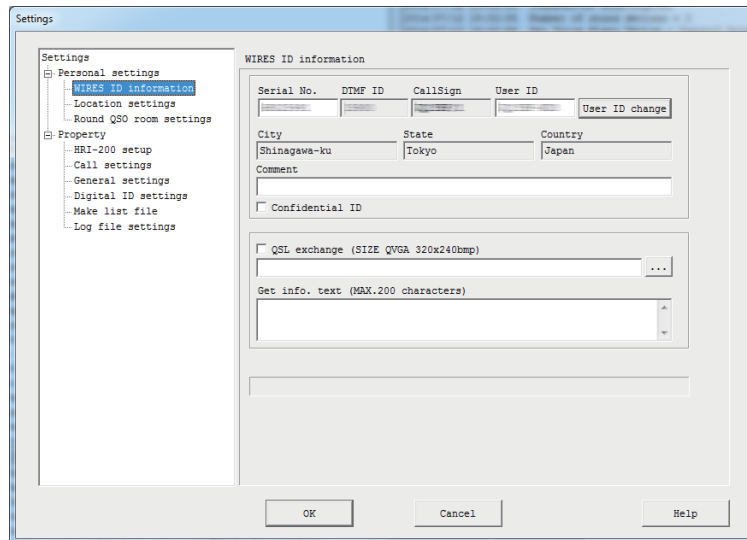 Settings
Settings
Personal settings
WIRES ID information
Location settings
Round QSO room settings
Property
HRI-200 setup
Call settings
General settings
Digital ID settings
Make list file
Log file settings
WIRES ID information
Serial No. DTMF ID CallSign User ID
User ID change
City State Country
Shinagawa-ku Tokyo Japan
Comment
Confidential ID
QSL exchange (SIZE QVGA 320x240bmp)
...
Get info. text (MAX.200 characters)
OK Cancel Help